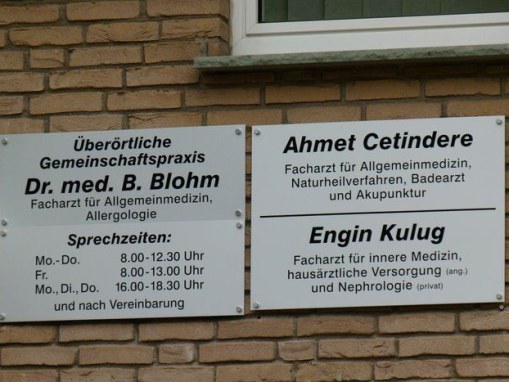 Überörtliche
Gemeinschaftspraxis
Dr. med. B. Blohm
Facharzt für Allgemeinmedizin,
Allergologie
Sprechzeiten:
Mo.- Do. 8.00-12.30 Uhr
Fr. 8.00-13.00 Uhr
Mo., Di., Do. 16.00-18.30 Uhr
und nach Vereinbarung
Ahmet Cetindere
Facharzt für Allgemeinmedizin,
Naturheilverfahren, Badearzt
und Akupunktur
Engin Kulug
Facharzt für innere Medizin,
hausärztliche Versorgung (ang.)
und Nephrologie (privat)